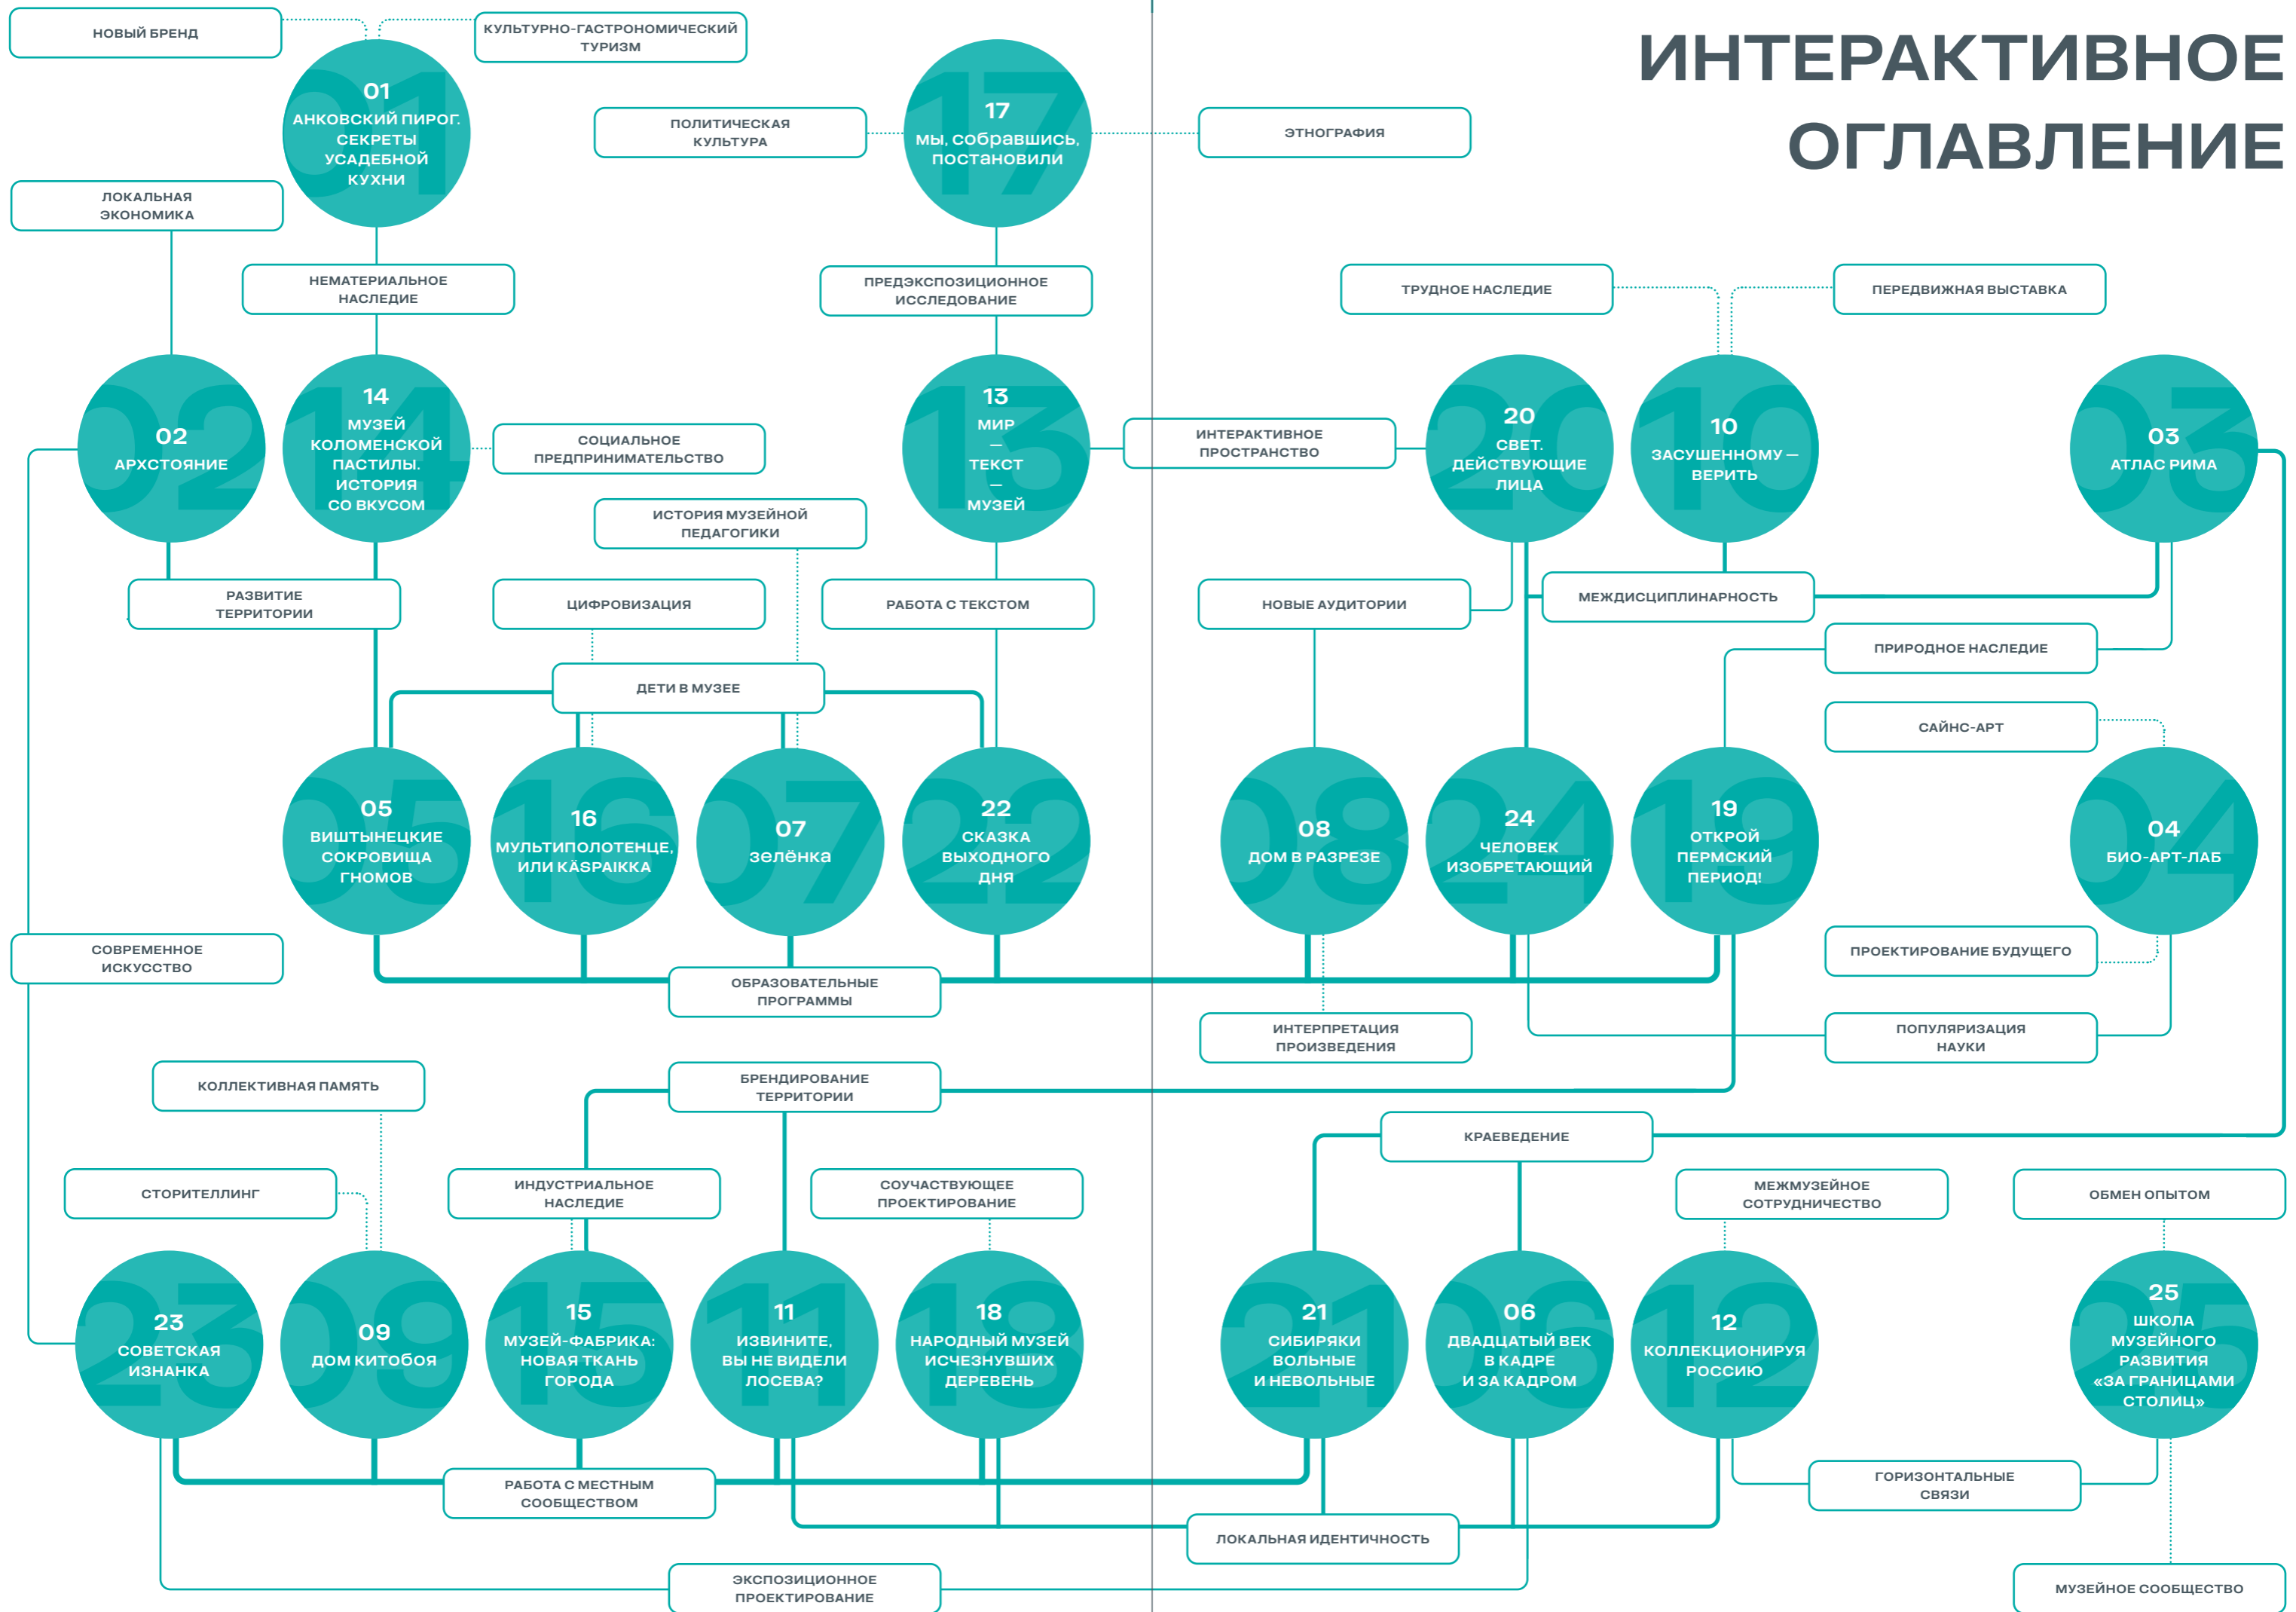 ИНТЕРАКТИВНОЕ
ОГЛАВЛЕНИЕ
НОВЫЙ БРЕНД
КУЛЬТУРНО-ГАСТРОНОМИЧЕСКИЙ
ТУРИЗМ
01
АНКОВСКИЙ ПИРОГ.
СЕКРЕТЫ
УСАДЕБНОЙ
КУХНИ
ПОЛИТИЧЕСКАЯ
КУЛЬТУРА
17
мы, собравшись,
постановили
ЭТНОГРАФИЯ
ЛОКАЛЬНАЯ
ЭКОНОМИКА
НЕМАТЕРИАЛЬНОЕ
НАСЛЕДИЕ
ПРЕДЭКСПОЗИЦИОННОЕ
ИССЛЕДОВАНИЕ
ТРУДНОЕ НАСЛЕДИЕ
ПЕРЕДВИЖНАЯ ВЫСТАВКА
02
АРХСТОЯНИЕ
14
МУЗЕЙ
КОЛОМЕНСКОЙ
ПАСТИЛЫ.
ИСТОРИЯ
СО ВКУСОМ
СОЦИАЛЬНОЕ
ПРЕДПРИНИМАТЕЛЬСТВО
13
МИР
—
ТЕКСТ
—
МУЗЕЙ
ИНТЕРАКТИВНОЕ
ПРОСТРАНСТВО
20
СВЕТ.
ДЕЙСТВУЮЩИЕ
ЛИЦА
10
ЗАСУШЕННОМУ —
ВЕРИТЬ
03
АТЛАС РИМА
ИСТОРИЯ МУЗЕЙНОЙ
ПЕДАГОГИКИ
РАЗВИТИЕ
ТЕРРИТОРИИ
ЦИФРОВИЗАЦИЯ
РАБОТА С ТЕКСТОМ
НОВЫЕ АУДИТОРИИ
МЕЖДИСЦИПЛИНАРНОСТЬ
ПРИРОДНОЕ НАСЛЕДИЕ
ДЕТИ В МУЗЕЕ
САЙНС-АРТ
05
ВИШТЫНЕЦКИЕ
СОКРОВИЩА
ГНОМОВ
16
МУЛЬТИПОЛОТЕНЦЕ,
ИЛИ KÄSPAIKKA
07
зелёнка
22
СКАЗКА
ВЫХОДНОГО
ДНЯ
08
ДОМ В РАЗРЕЗЕ
24
ЧЕЛОВЕК
ИЗОБРЕТАЮЩИЙ
19
ОТКРОЙ
ПЕРМСКИЙ
ПЕРИОД!
04
БИО-АРТ-ЛАБ
СОВРЕМЕННОЕ
ИСКУССТВО
ОБРАЗОВАТЕЛЬНЫЕ
ПРОГРАММЫ
ПРОЕКТИРОВАНИЕ БУДУЩЕГО
ИНТЕРПРЕТАЦИЯ
ПРОИЗВЕДЕНИЯ
ПОПУЛЯРИЗАЦИЯ
НАУКИ
КОЛЛЕКТИВНАЯ ПАМЯТЬ
БРЕНДИРОВАНИЕ
ТЕРРИТОРИИ
КРАЕВЕДЕНИЕ
СТОРИТЕЛЛИНГ
ИНДУСТРИАЛЬНОЕ
НАСЛЕДИЕ
СОУЧАСТВУЮЩЕЕ
ПРОЕКТИРОВАНИЕ
МЕЖМУЗЕЙНОЕ
СОТРУДНИЧЕСТВО
ОБМЕН ОПЫТОМ
23
СОВЕТСКАЯ
ИЗНАНКА
09
ДОМ КИТОБОЯ
15
МУЗЕЙ-ФАБРИКА:
НОВАЯ ТКАНЬ
ГОРОДА
11
ИЗВИНИТЕ,
ВЫ НЕ ВИДЕЛИ
ЛОСЕВА?
18
НАРОДНЫЙ МУЗЕЙ
ИСЧЕЗНУВШИХ
ДЕРЕВЕНЬ
21
СИБИРЯКИ
ВОЛЬНЫЕ
И НЕВОЛЬНЫЕ
06
ДВАДЦАТЫЙ ВЕК
В КАДРЕ
И ЗА КАДРОМ
12
КОЛЛЕКЦИОНИРУЯ
РОССИЮ
25
ШКОЛА
МУЗЕЙНОГО
РАЗВИТИЯ
«ЗА ГРАНИЦАМИ
СТОЛИЦ»
РАБОТА С МЕСТНЫМ
СООБЩЕСТВОМ
ГОРИЗОНТАЛЬНЫЕ
СВЯЗИ
ЛОКАЛЬНАЯ ИДЕНТИЧНОСТЬ
ЭКСПОЗИЦИОННОЕ
ПРОЕКТИРОВАНИЕ
МУЗЕЙНОЕ СООБЩЕСТВО